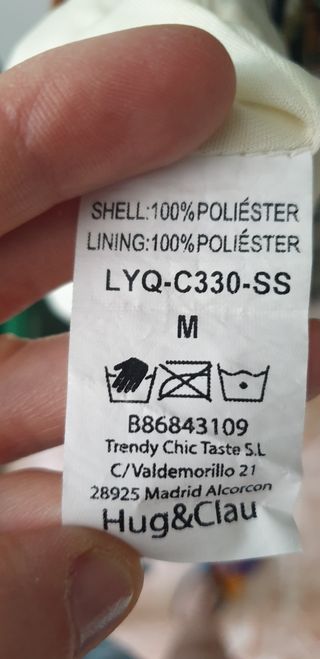 SHELL:100%POLIÉSTER
LINING:100%POLIÉSTER
LYQ-C330-SS
M
B86843109
Trendy Chic Taste S.L
C/Valdemorillo 21
28925 Madrid Alcorcon
Hug&Clau